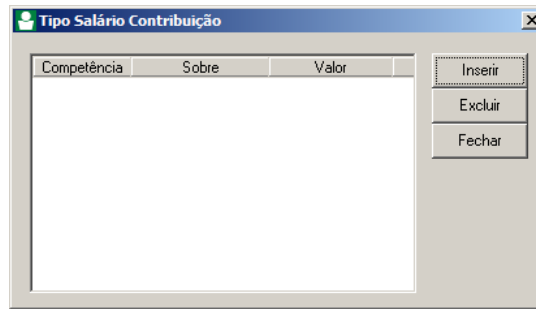 Tipo Salário Contribuição
Competência Sobre Valor
Inserir
Excluir
Fechar